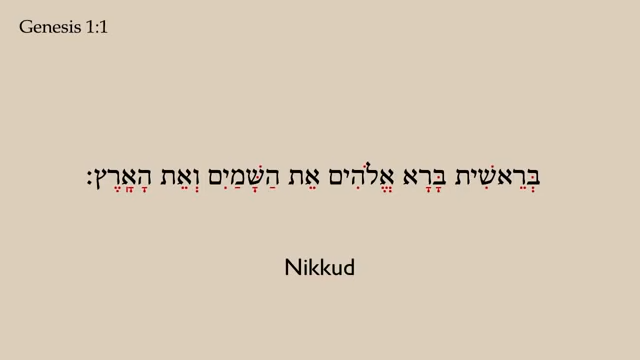 Genesis 1:1
בְּרֵאשִׁית בָּרָא אֱלֹהִים אֵת הַשָּׁמַיִם וְאֵת הָאָרֶץ׃
Nikkud